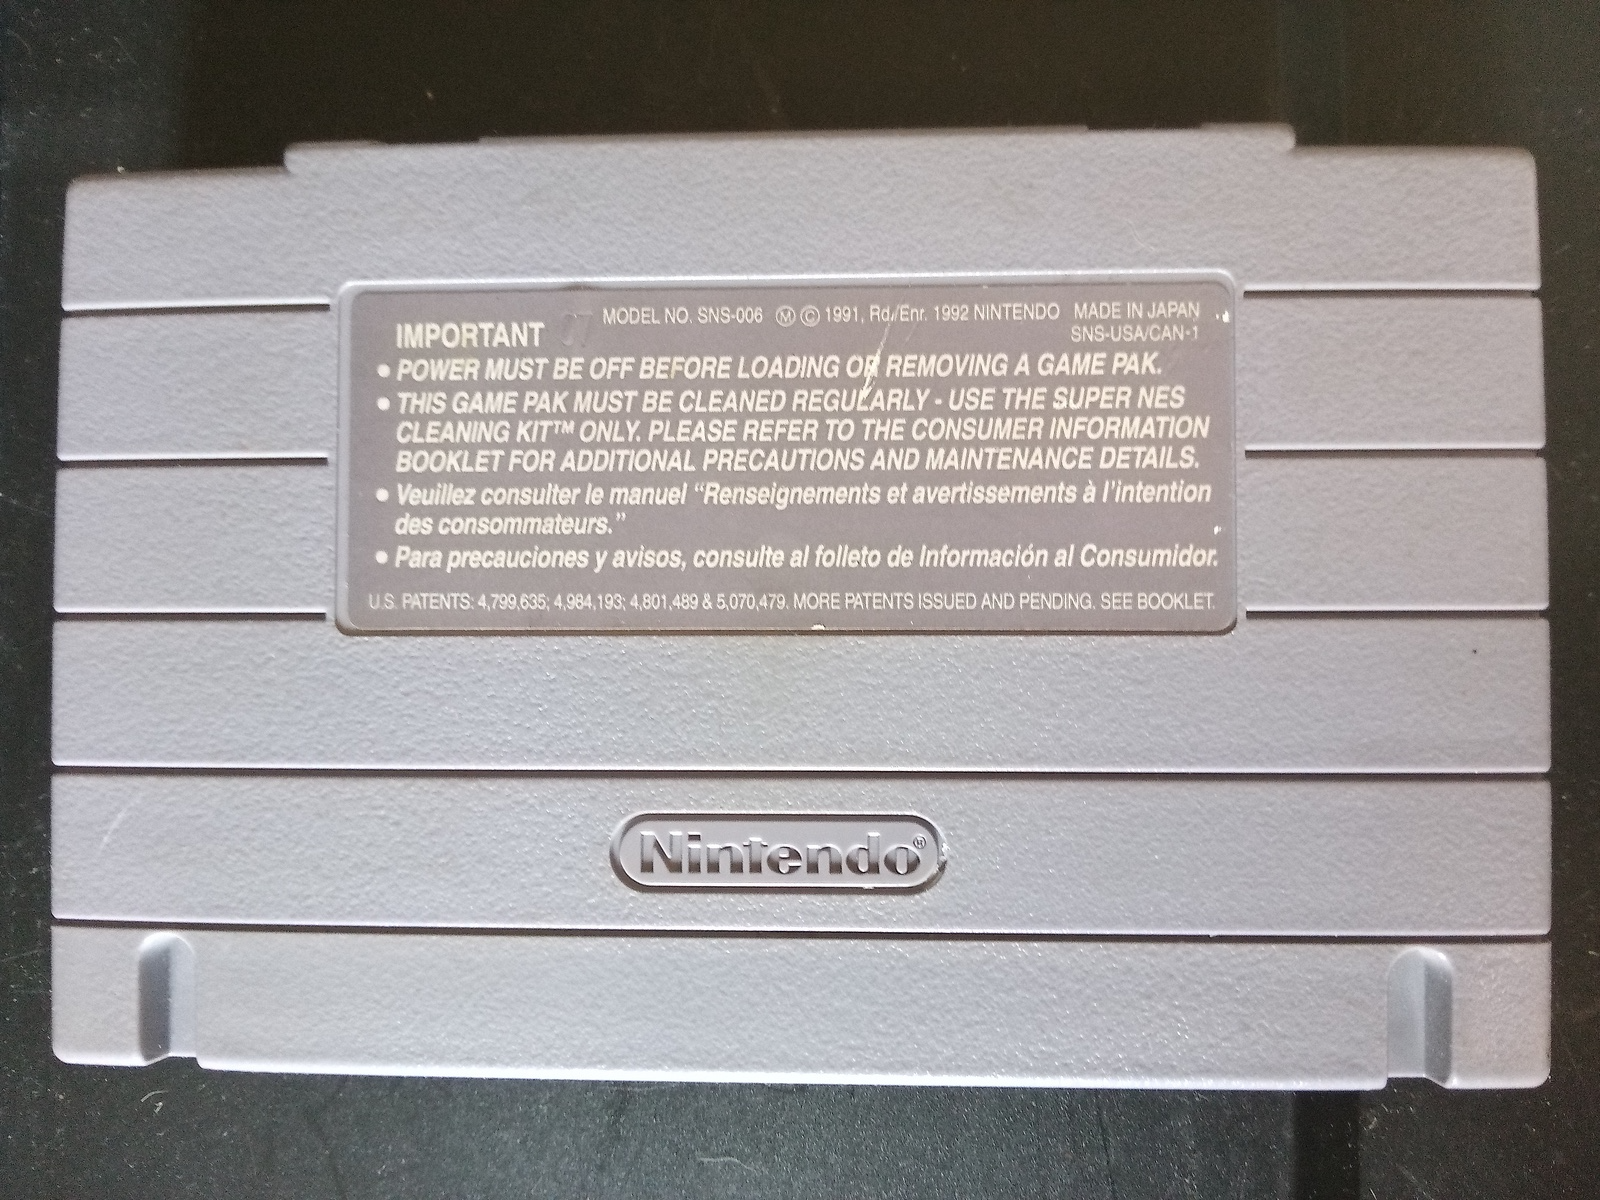 MODEL NO. SNS-006 Ⓜ © 1991, Rd./Enr. 1992 NINTENDO MADE IN JAPAN
IMPORTANT SNS-USA/CAN-1
• POWER MUST BE OFF BEFORE LOADING OR REMOVING A GAME PAK.
• THIS GAME PAK MUST BE CLEANED REGULARLY - USE THE SUPER NES
CLEANING KIT™ ONLY. PLEASE REFER TO THE CONSUMER INFORMATION
BOOKLET FOR ADDITIONAL PRECAUTIONS AND MAINTENANCE DETAILS.
• Veuillez consulter le manuel “Renseignements et avertissements à l’intention
des consommateurs.”
• Para precauciones y avisos, consulte al folleto de Información al Consumidor.
U.S. PATENTS: 4,799,635; 4,984,193; 4,801,489 & 5,070,479. MORE PATENTS ISSUED AND PENDING. SEE BOOKLET.
Nintendo®